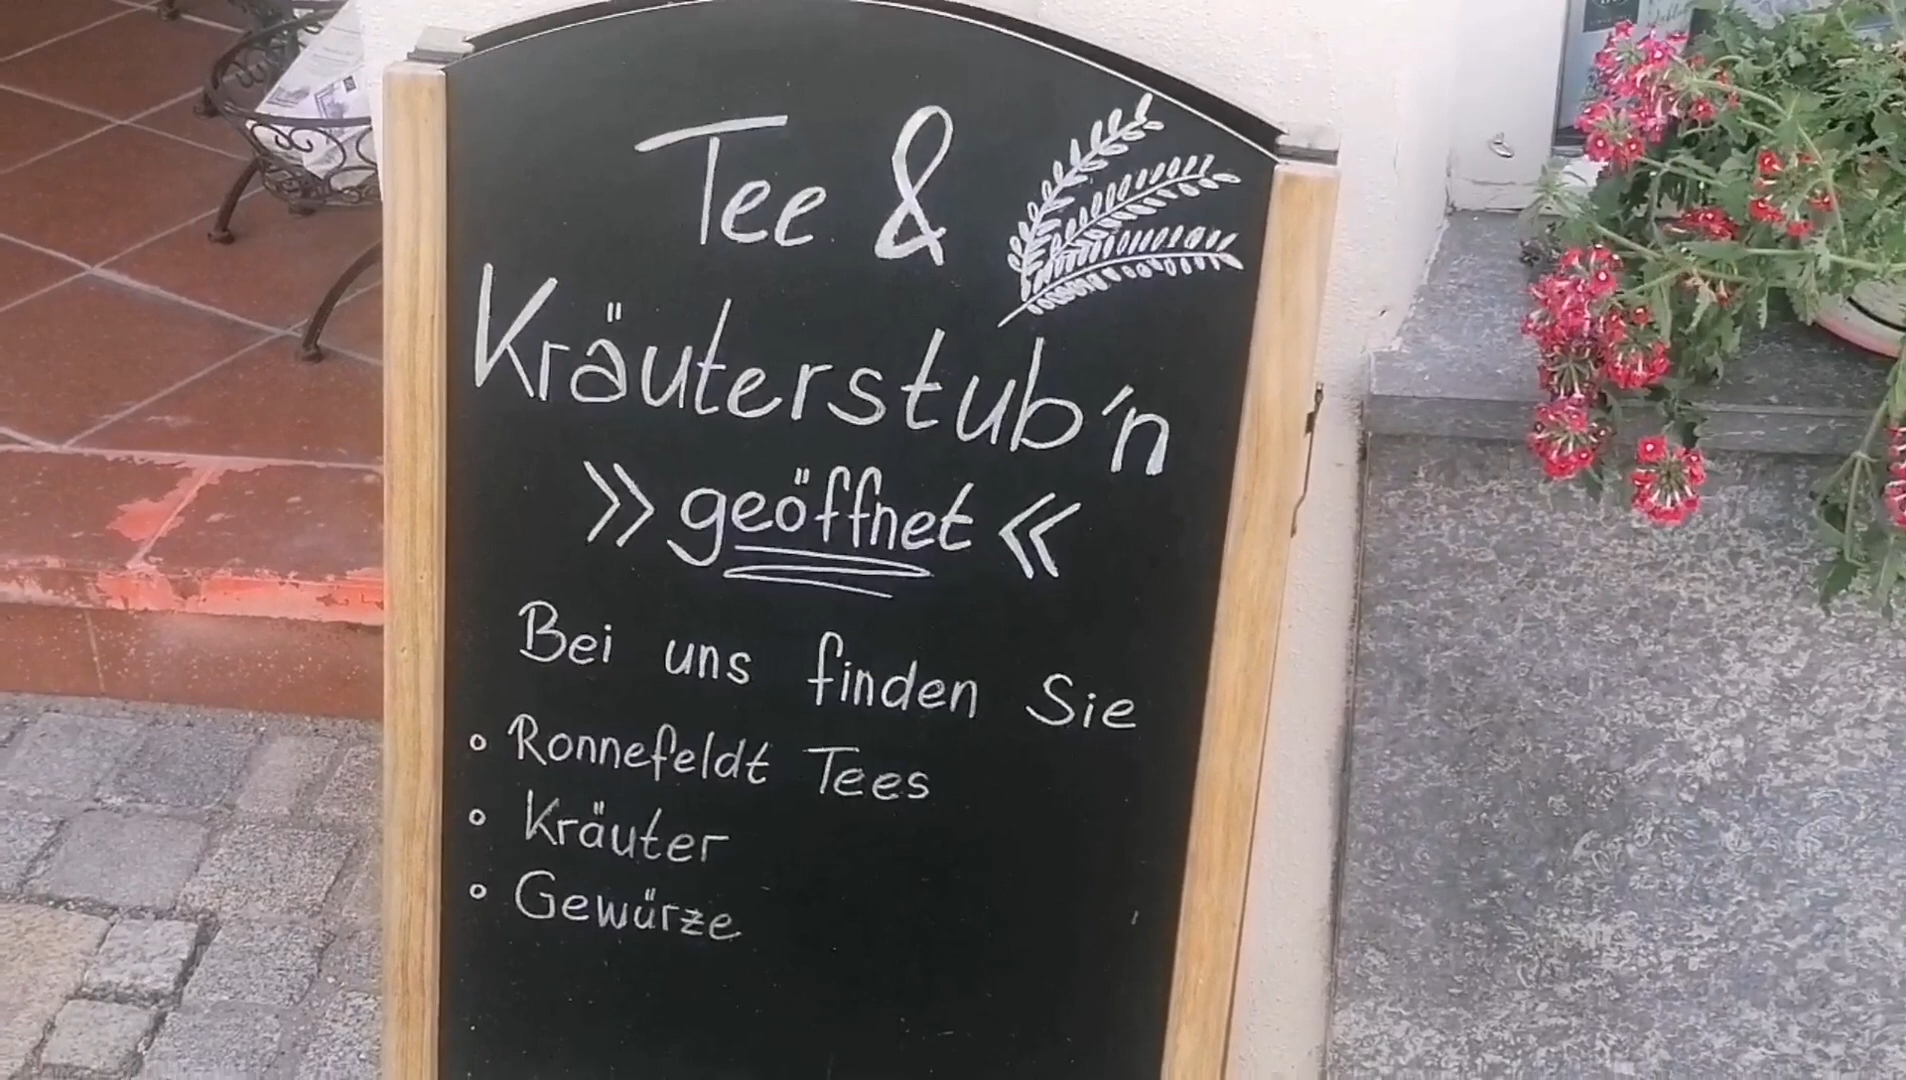 Tee &
Kräuterstub'n
>> geöffnet <<
Bei uns finden Sie
° Ronnefeldt Tees
° Kräuter
° Gewürze